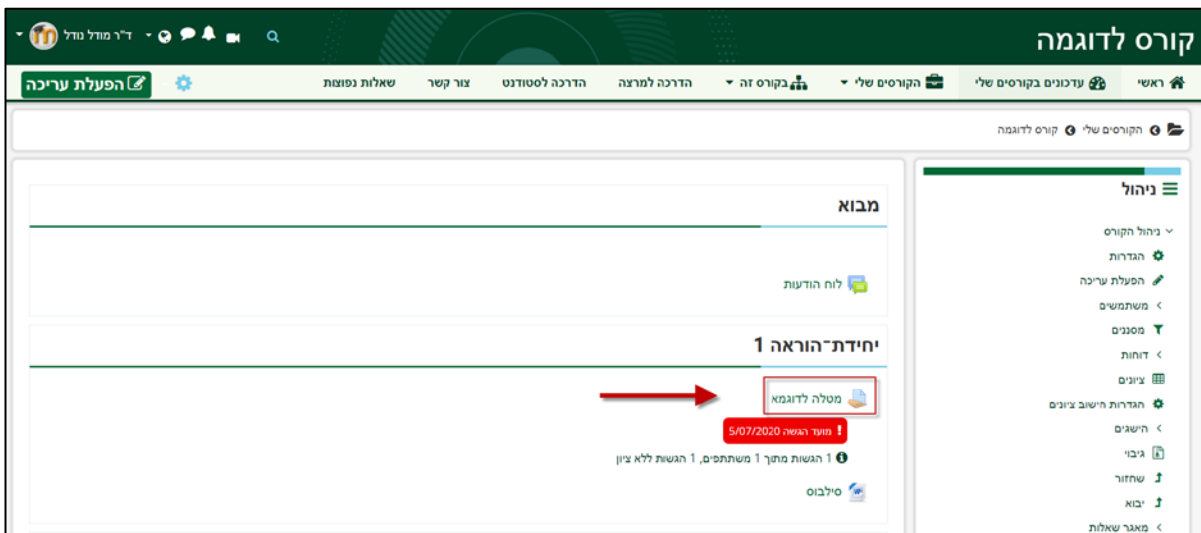 קורס לדוגמה
ד"ר מודל נודל
ראשי
עדכונים בקורסים שלי
הקורסים שלי
בקורס זה
הדרכה למרצה
הדרכה לסטודנט
צור קשר
שאלות נפוצות
הפעלת עריכה
הקורסים שלי
קורס לדוגמה
ניהול
ניהול הקורס
הגדרות
הפעלת עריכה
משתמשים
מסננים
דוחות
ציונים
הגדרות חישוב ציונים
הישגים
גיבוי
שחזור
יבוא
מאגר שאלות
מבוא
לוח הודעות
יחידת־הוראה 1
מטלה לדוגמא
! מועד הגשה 5/07/2020
1 הגשות מתוך 1 משתתפים, 1 הגשות ללא ציון
סילבוס